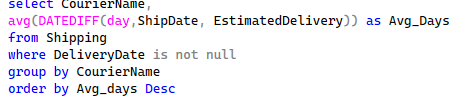 select CourierName,
avg(DATEDIFF(day,ShipDate, EstimatedDelivery)) as Avg_Days
from Shipping
where DeliveryDate is not null
group by CourierName
order by Avg_days Desc